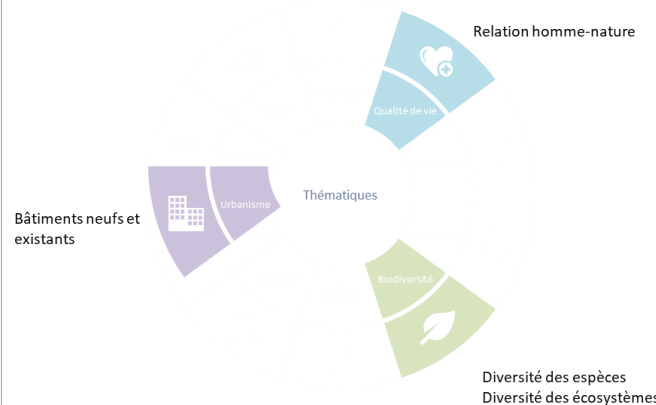 Relation homme-nature
Qualité de vie
Thématiques
Urbanisme
Bâtiments neufs et
existants
Biodiversité
Diversité des espèces
Diversité des écosystèmes